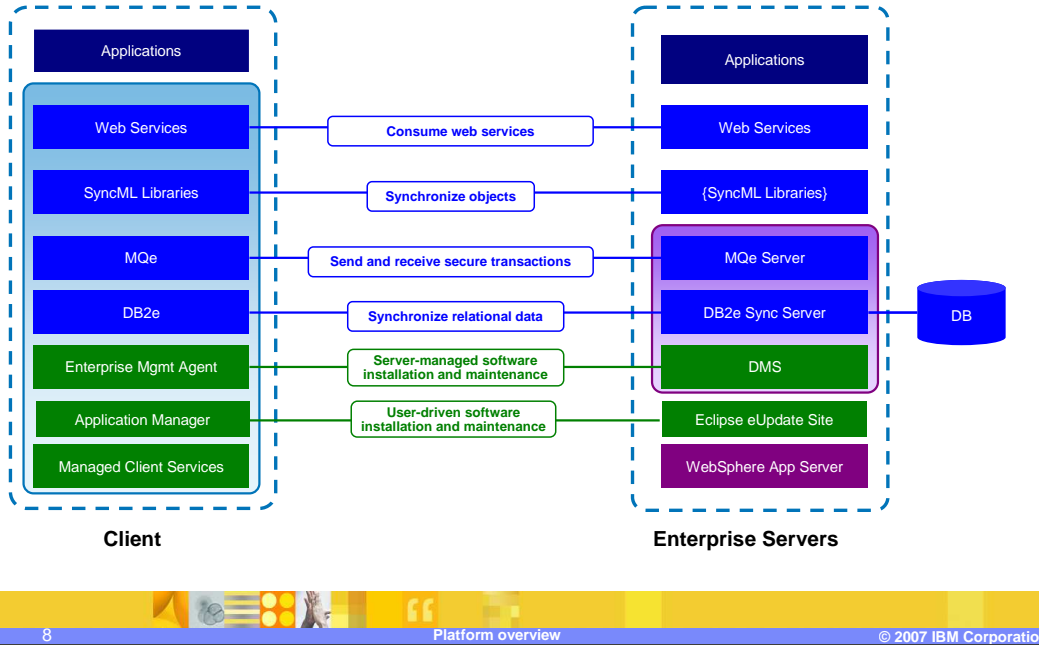 Applications
Applications
Web Services
Consume web services
Web Services
SyncML Libraries
Synchronize objects
{SyncML Libraries}
MQe
Send and receive secure transactions
MQe Server
DB2e
Synchronize relational data
DB2e Sync Server
DB
Enterprise Mgmt Agent
Server-managed software
installation and maintenance
DMS
Application Manager
User-driven software
installation and maintenance
Eclipse eUpdate Site
Managed Client Services
WebSphere App Server
Client
Enterprise Servers
8
Platform overview
© 2007 IBM Corporatio